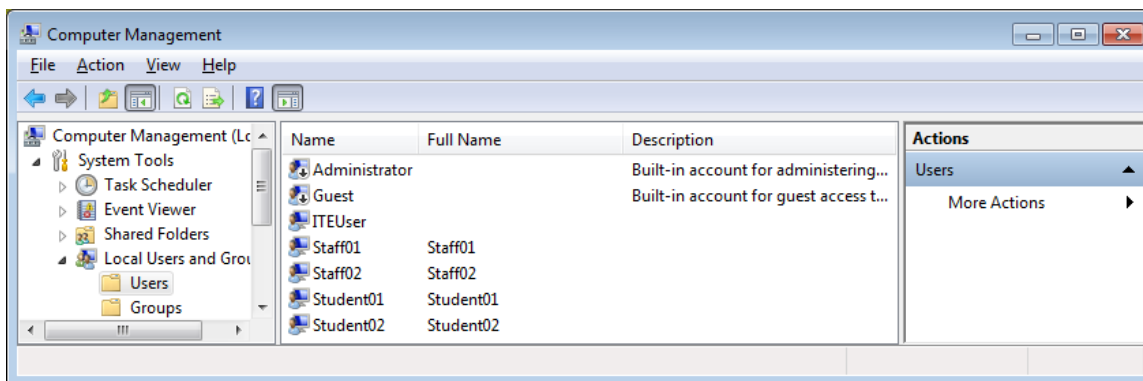 Computer Management
File Action View Help
Computer Management (Lc
System Tools
Task Scheduler
Event Viewer
Shared Folders
Local Users and Grou
Users
Groups
Name Full Name Description
Administrator Built-in account for administering...
Guest Built-in account for guest access t...
ITEUser
Staff01 Staff01
Staff02 Staff02
Student01 Student01
Student02 Student02
Actions
Users
More Actions